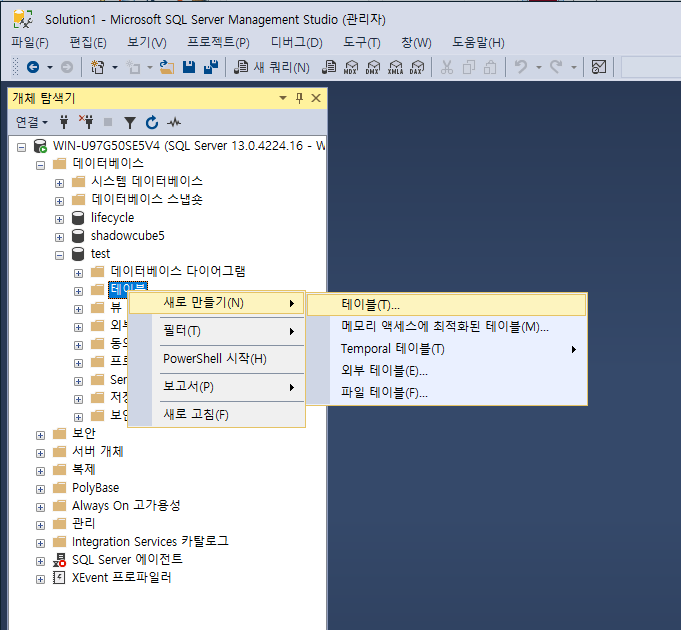 Solution1 - Microsoft SQL Server Management Studio (관리자)
파일(F) 편집(E) 보기(V) 프로젝트(P) 디버그(D) 도구(T) 창(W) 도움말(H)
새 쿼리(N) MDX DMX XMLA DAX
개체 탐색기
연결
WIN-U97G50SE5V4 (SQL Server 13.0.4224.16 - W
데이터베이스
시스템 데이터베이스
데이터베이스 스냅숏
lifecycle
shadowcube5
test
데이터베이스 다이어그램
테이블
새로 만들기(N)
테이블(T)...
뷰
메모리 액세스에 최적화된 테이블(M)...
외부
필터(T)
Temporal 테이블(T)
동의
프로
PowerShell 시작(H)
외부 테이블(E)...
Ser
보고서(P)
파일 테이블(F)...
저장
보안
새로 고침(F)
보안
서버 개체
복제
PolyBase
Always On 고가용성
관리
Integration Services 카탈로그
SQL Server 에이전트
XEvent 프로파일러